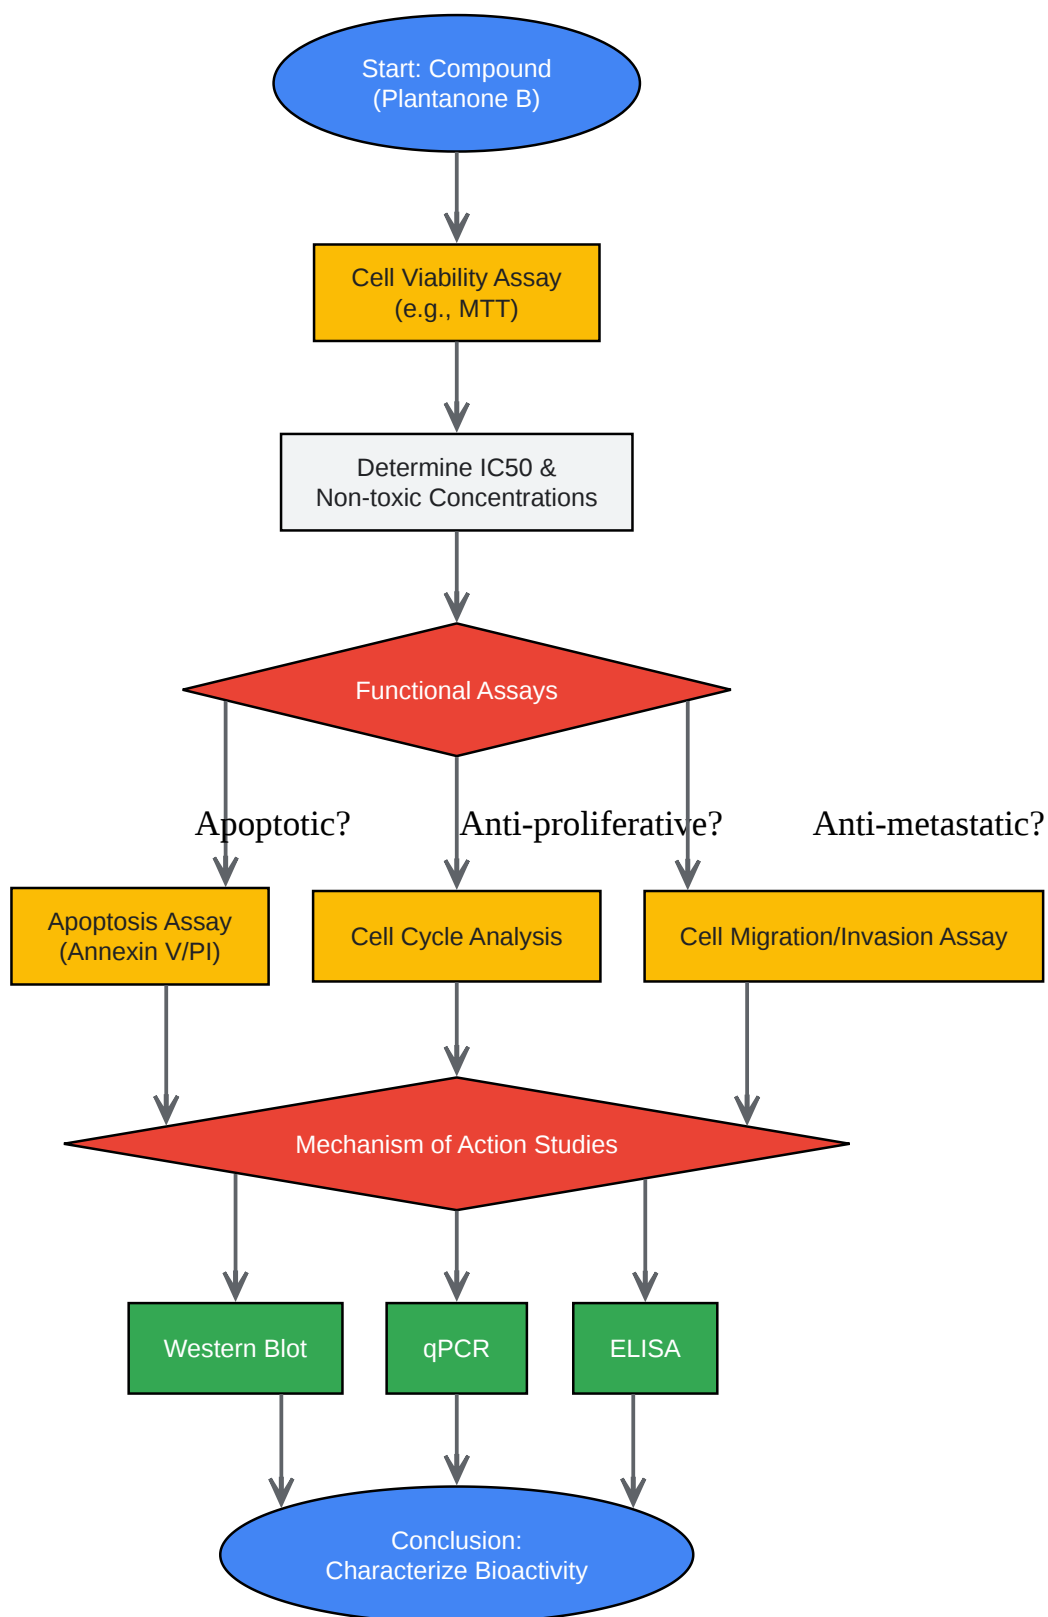 Start: Compound
(Plantanone B)
Cell Viability Assay
(e.g., MTT)
Determine IC50 &
Non-toxic Concentrations
Functional Assays
Apoptotic?
Anti-proliferative?
Anti-metastatic?
Apoptosis Assay
(Annexin V/PI)
Cell Cycle Analysis
Cell Migration/Invasion Assay
Mechanism of Action Studies
Western Blot
qPCR
ELISA
Conclusion:
Characterize Bioactivity